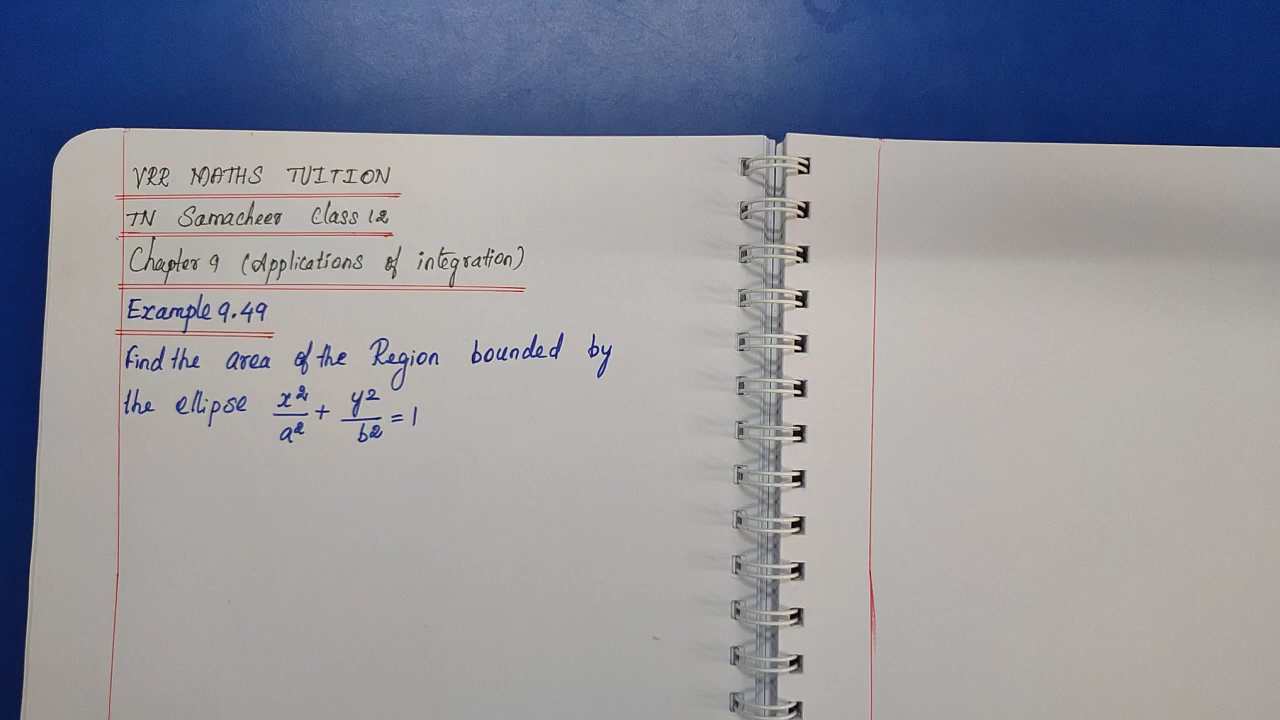 VRR MATHS TUITION
TN Samacheer Class 12
Chapter 9 (Applications of integration)
Example 9.49
Find the area of the Region bounded by
the ellipse x²/a² + y²/b² = 1